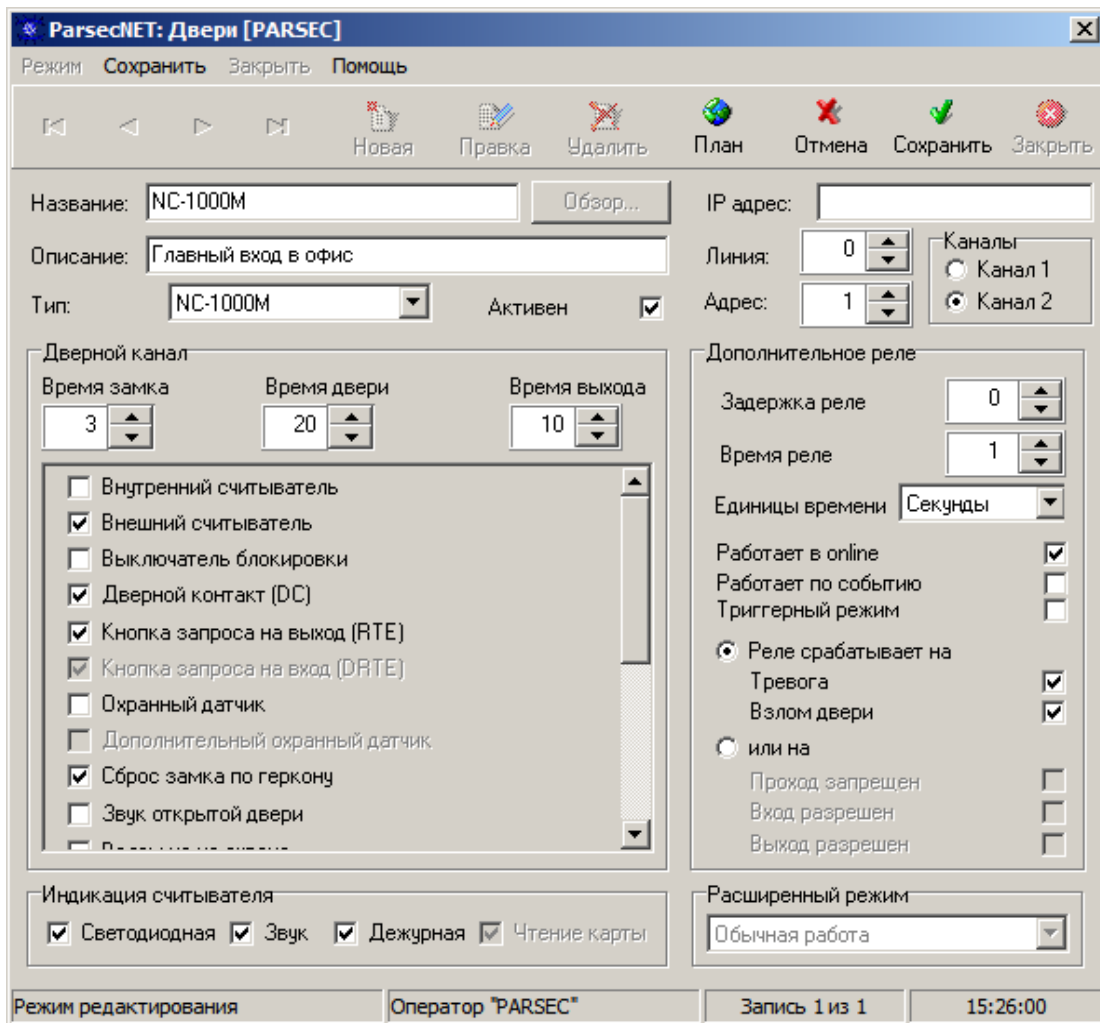 ParsecNET: Двери [PARSEC]
Режим Сохранить Закрыть Помощь
Новая Правка Удалить План Отмена Сохранить Закрыть
Название: NC-1000M Обзор... IP адрес:
Описание: Главный вход в офис Линия: 0
Тип: NC-1000M Активен Адрес: 1
Каналы
Канал 1
Канал 2
Дверной канал
Время замка Время двери Время выхода
3 20 10
Внутренний считыватель
Внешний считыватель
Выключатель блокировки
Дверной контакт (DC)
Кнопка запроса на выход (RTE)
Кнопка запроса на вход (DRTE)
Охранный датчик
Дополнительный охранный датчик
Сброс замка по геркону
Звук открытой двери
Дополнительное реле
Задержка реле 0
Время реле 1
Единицы времени Секунды
Работает в online
Работает по событию
Триггерный режим
Реле срабатывает на
Тревога
Взлом двери
или на
Проход запрещен
Вход разрешен
Выход разрешен
Индикация считывателя
Светодиодная Звук Дежурная Чтение карты
Расширенный режим
Обычная работа
Режим редактирования Оператор "PARSEC" Запись 1 из 1 15:26:00